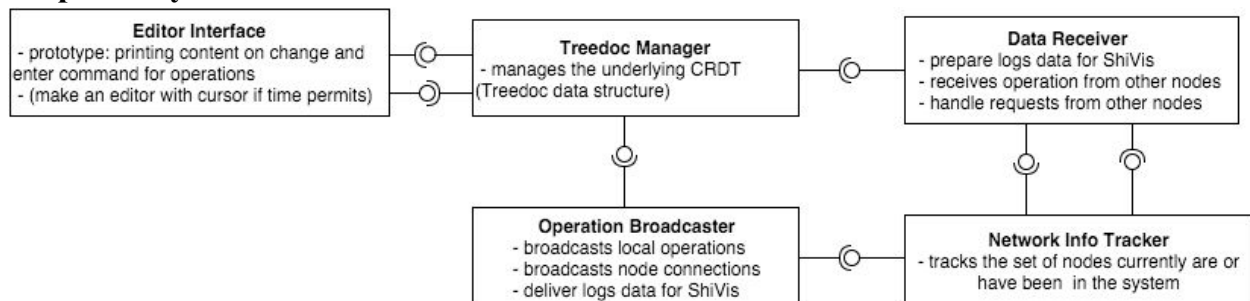 Editor Interface
- prototype: printing content on change and
enter command for operations
- (make an editor with cursor if time permits)
Treedoc Manager
- manages the underlying CRDT
(Treedoc data structure)
Data Receiver
- prepare logs data for ShiVis
- receives operation from other nodes
- handle requests from other nodes
Operation Broadcaster
- broadcasts local operations
- broadcasts node connections
- deliver logs data for ShiVis
Network Info Tracker
- tracks the set of nodes currently are or
have been in the system